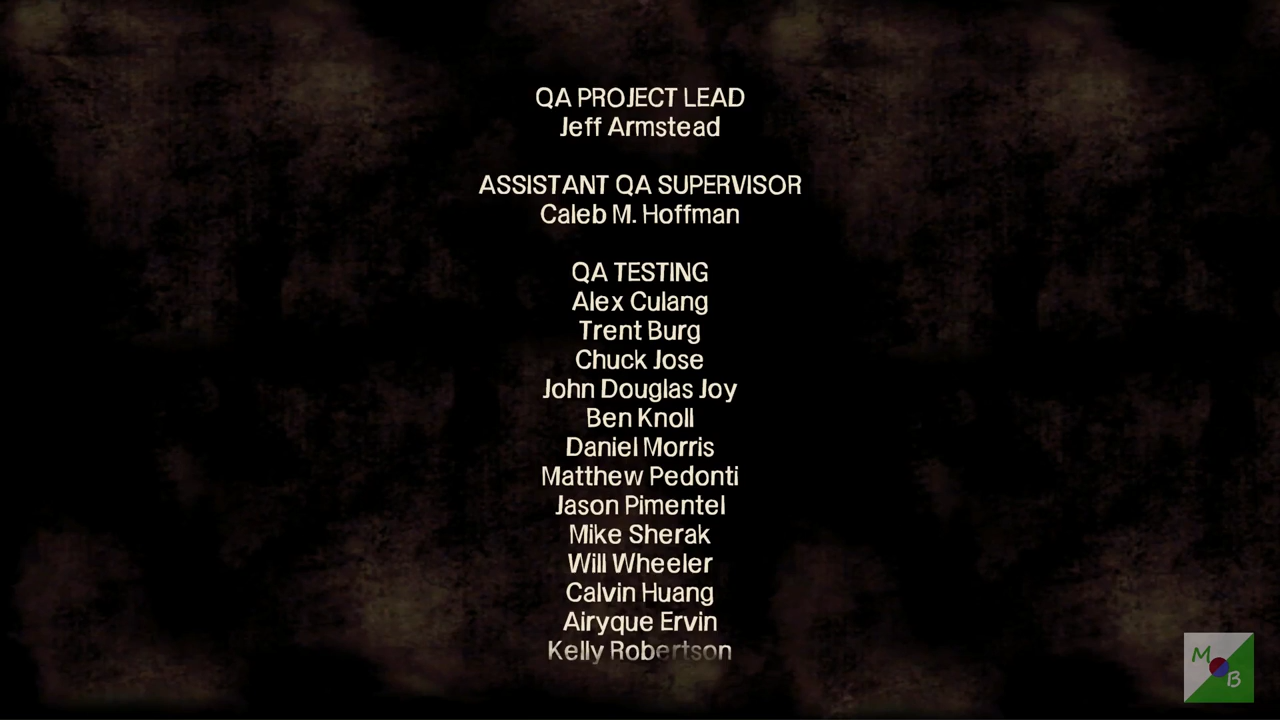 QA PROJECT LEAD
Jeff Armstead
ASSISTANT QA SUPERVISOR
Caleb M. Hoffman
QA TESTING
Alex Culang
Trent Burg
Chuck Jose
John Douglas Joy
Ben Knoll
Daniel Morris
Matthew Pedonti
Jason Pimentel
Mike Sherak
Will Wheeler
Calvin Huang
Airyque Ervin
Kelly Robertson
M B